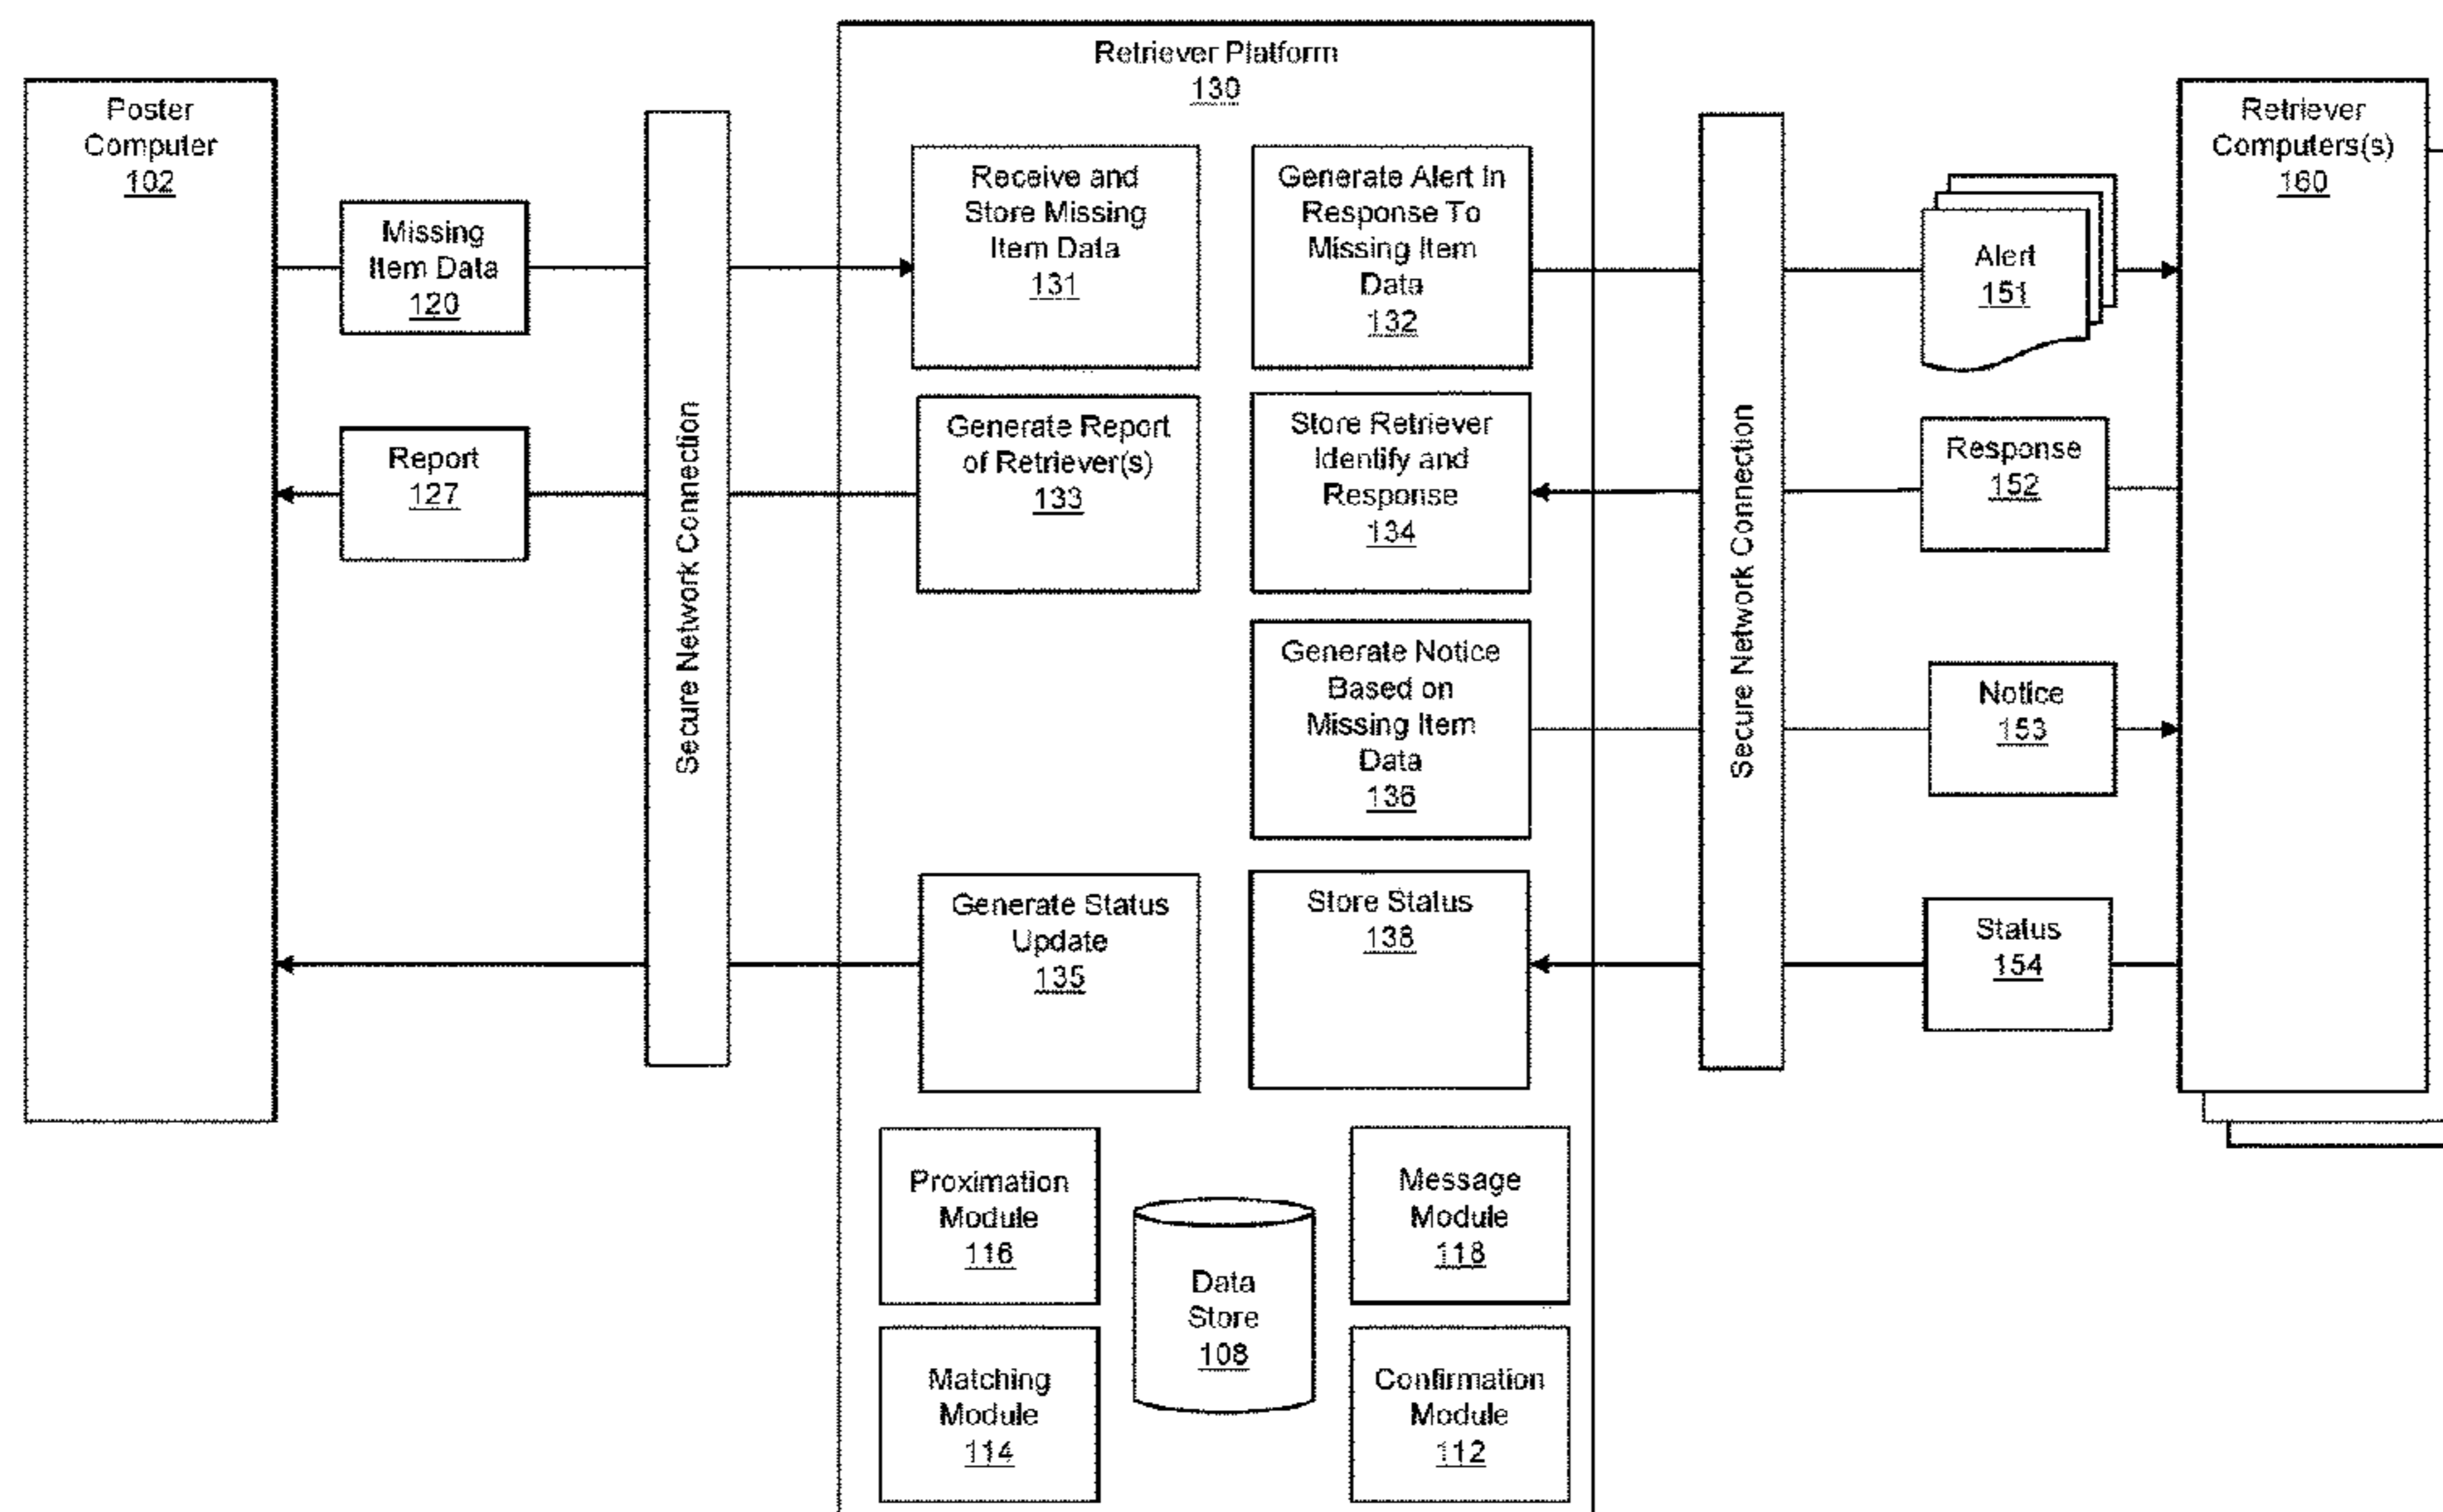 Retriever Platform
130
Poster
Computer
102
Missing
Item Data
120
Report
127
Secure Network Connection
Receive and
Store Missing
Item Data
131
Generate Alert In
Response To
Missing Item
Data
132
Generate Report
of Retriever(s)
133
Store Retriever
Identify and
Response
134
Generate Notice
Based on
Missing Item
Data
136
Generate Status
Update
135
Store Status
138
Proximation
Module
116
Message
Module
118
Data
Store
108
Matching
Module
114
Confirmation
Module
112
Secure Network Connection
Alert
151
Response
152
Notice
153
Status
154
Retriever
Computers(s)
160